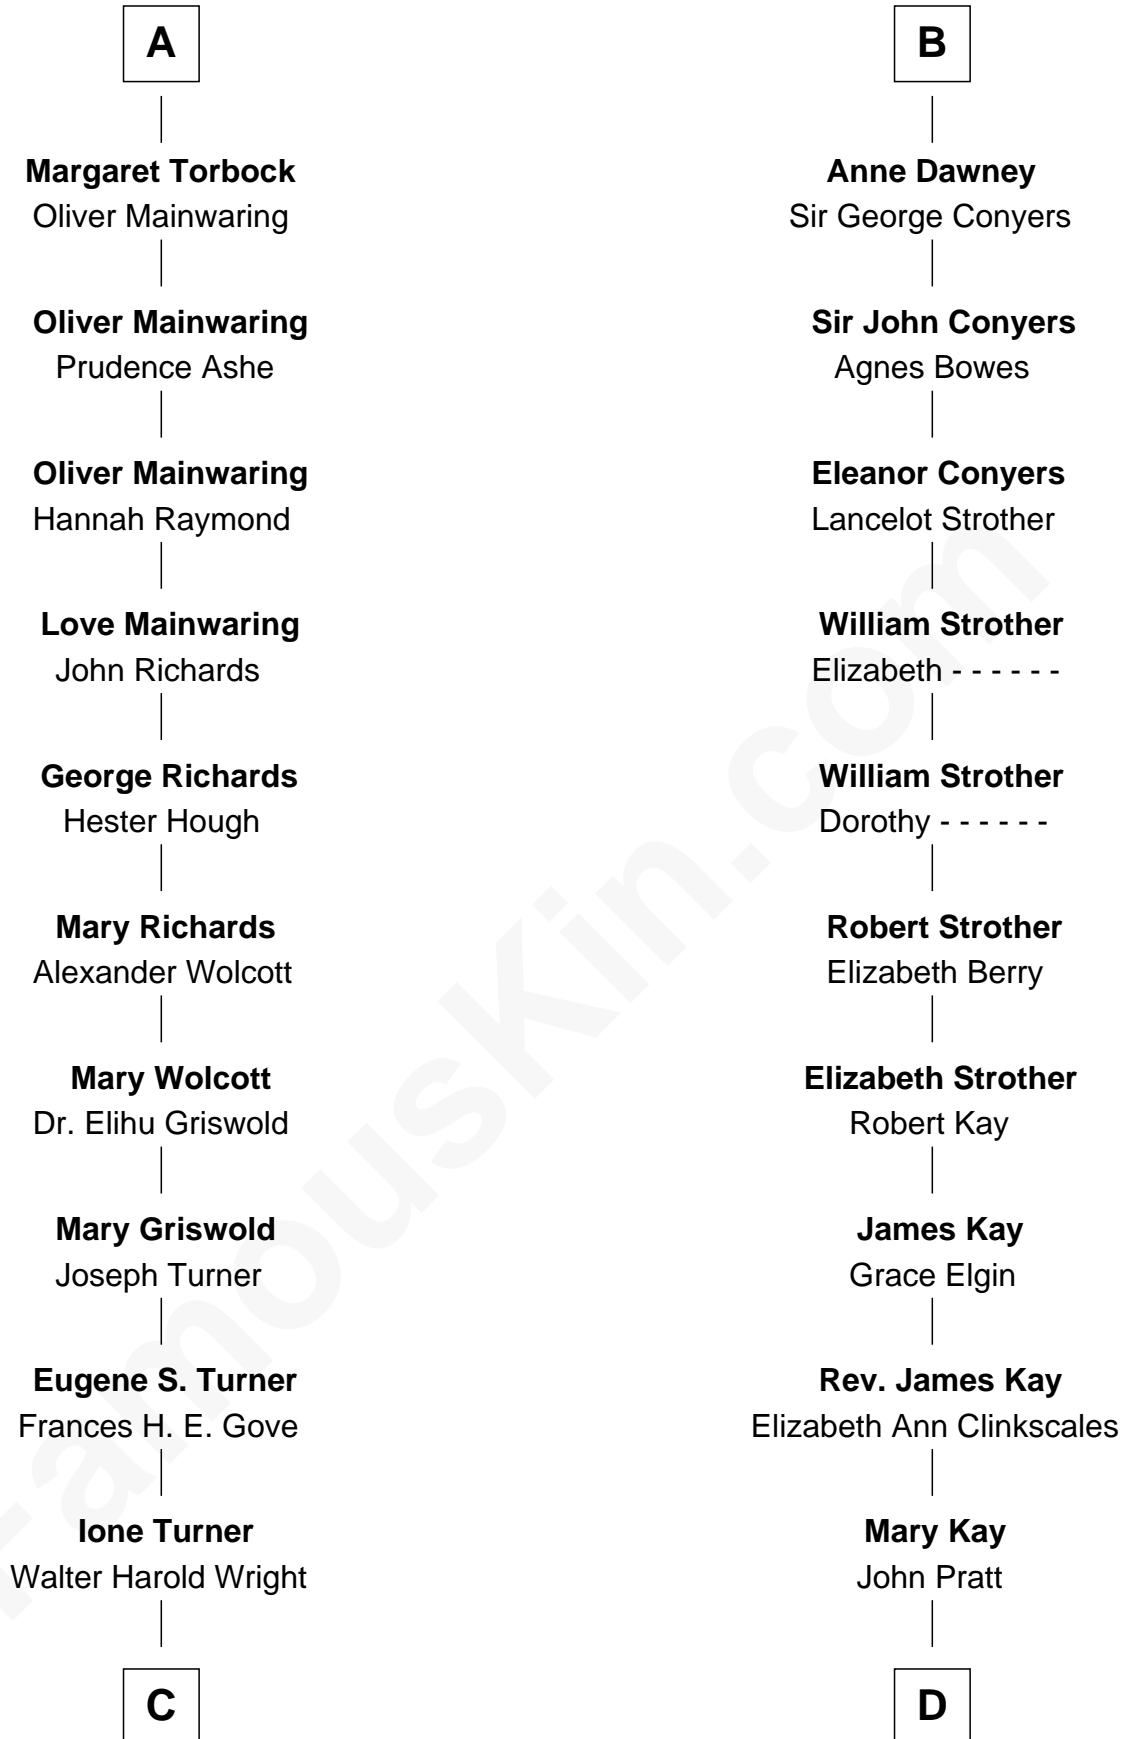 A
Margaret Torbock
Oliver Mainwaring
Oliver Mainwaring
Prudence Ashe
Oliver Mainwaring
Hannah Raymond
Love Mainwaring
John Richards
George Richards
Hester Hough
Mary Richards
Alexander Wolcott
Mary Wolcott
Dr. Elihu Griswold
Mary Griswold
Joseph Turner
Eugene S. Turner
Frances H. E. Gove
Ione Turner
Walter Harold Wright
C
B
Anne Dawney
Sir George Conyers
Sir John Conyers
Agnes Bowes
Eleanor Conyers
Lancelot Strother
William Strother
Elizabeth - - - - - -
William Strother
Dorothy - - - - - -
Robert Strother
Elizabeth Berry
Elizabeth Strother
Robert Kay
James Kay
Grace Elgin
Rev. James Kay
Elizabeth Ann Clinkscales
Mary Kay
John Pratt
D
FamousKin.com